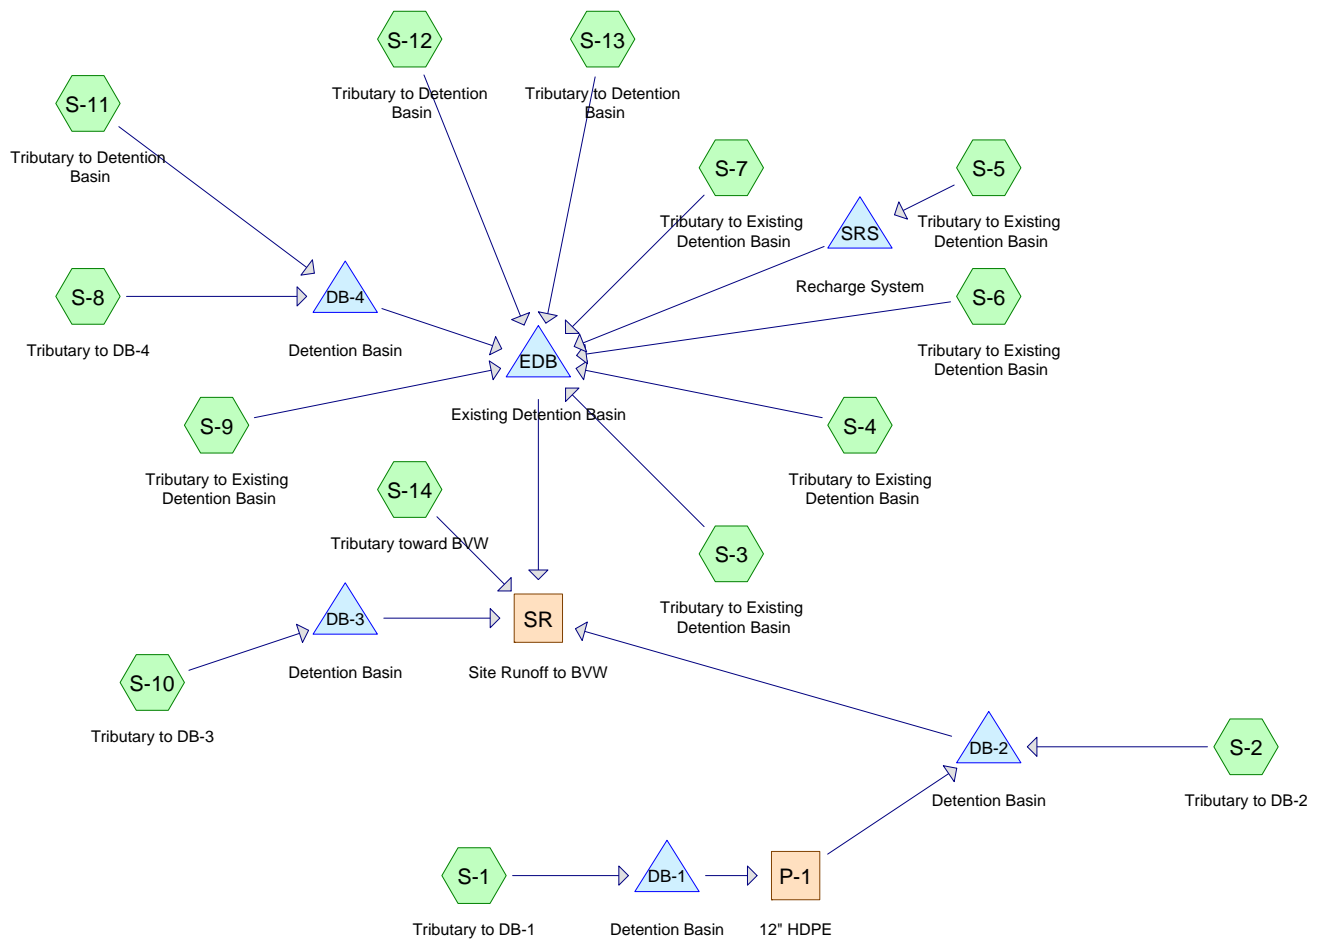 S-12
S-13
Tributary to Detention
Basin
Tributary to Detention
Basin
S-11
Tributary to Detention
Basin
S-7
Tributary to Existing
Detention Basin
S-5
Tributary to Existing
Detention Basin
SRS
Recharge System
S-8
Tributary to DB-4
DB-4
Detention Basin
S-6
Tributary to Existing
Detention Basin
EDB
Existing Detention Basin
S-9
Tributary to Existing
Detention Basin
S-4
Tributary to Existing
Detention Basin
S-14
Tributary toward BVW
S-3
Tributary to Existing
Detention Basin
DB-3
Detention Basin
SR
Site Runoff to BVW
S-10
Tributary to DB-3
DB-2
Detention Basin
S-2
Tributary to DB-2
S-1
Tributary to DB-1
DB-1
Detention Basin
P-1
12" HDPE